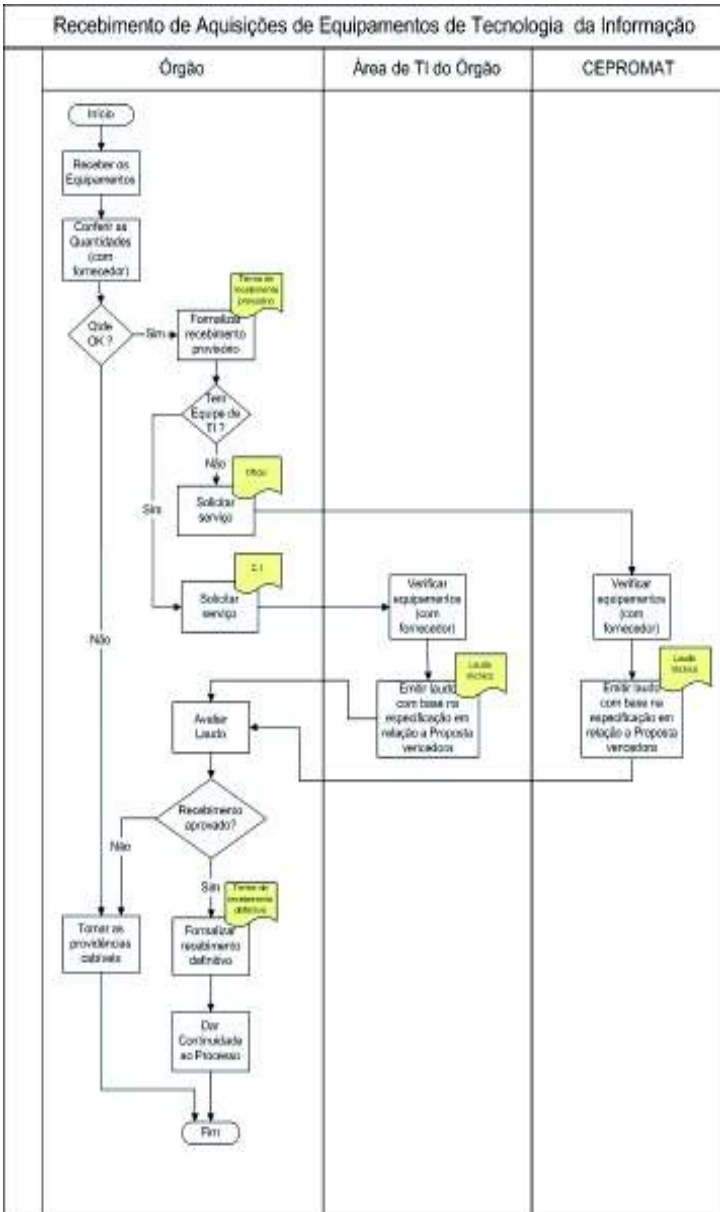 Recebimento de Aquisições de Equipamentos de Tecnologia da Informação
Órgão
Área de TI do Órgão
CEPROMAT
Início
Receber os
Equipamentos
Conferir as
Quantidades
(com
fornecedor)
Termo de
recebimento
provisório
Qtde
OK ?
Sim
Formalizar
recebimento
provisório
Tem
Equipe de
TI ?
Não
Ofício
Solicitar
serviço
Sim
C.I
Solicitar
serviço
Verificar
equipamentos
(com
fornecedor)
Verificar
equipamentos
(com
fornecedor)
Não
Laudo
técnico
Laudo
técnico
Avaliar
Laudo
Emitir laudo
com base na
especificação em
relação a Proposta
vencedora
Emitir laudo
com base na
especificação em
relação a Proposta
vencedora
Recebimento
aprovado?
Não
Sim
Termo de
recebimento
definitivo
Tomar as
providências
cabíveis
Formalizar
recebimento
definitivo
Dar
Continuidade
ao Processo
Fim